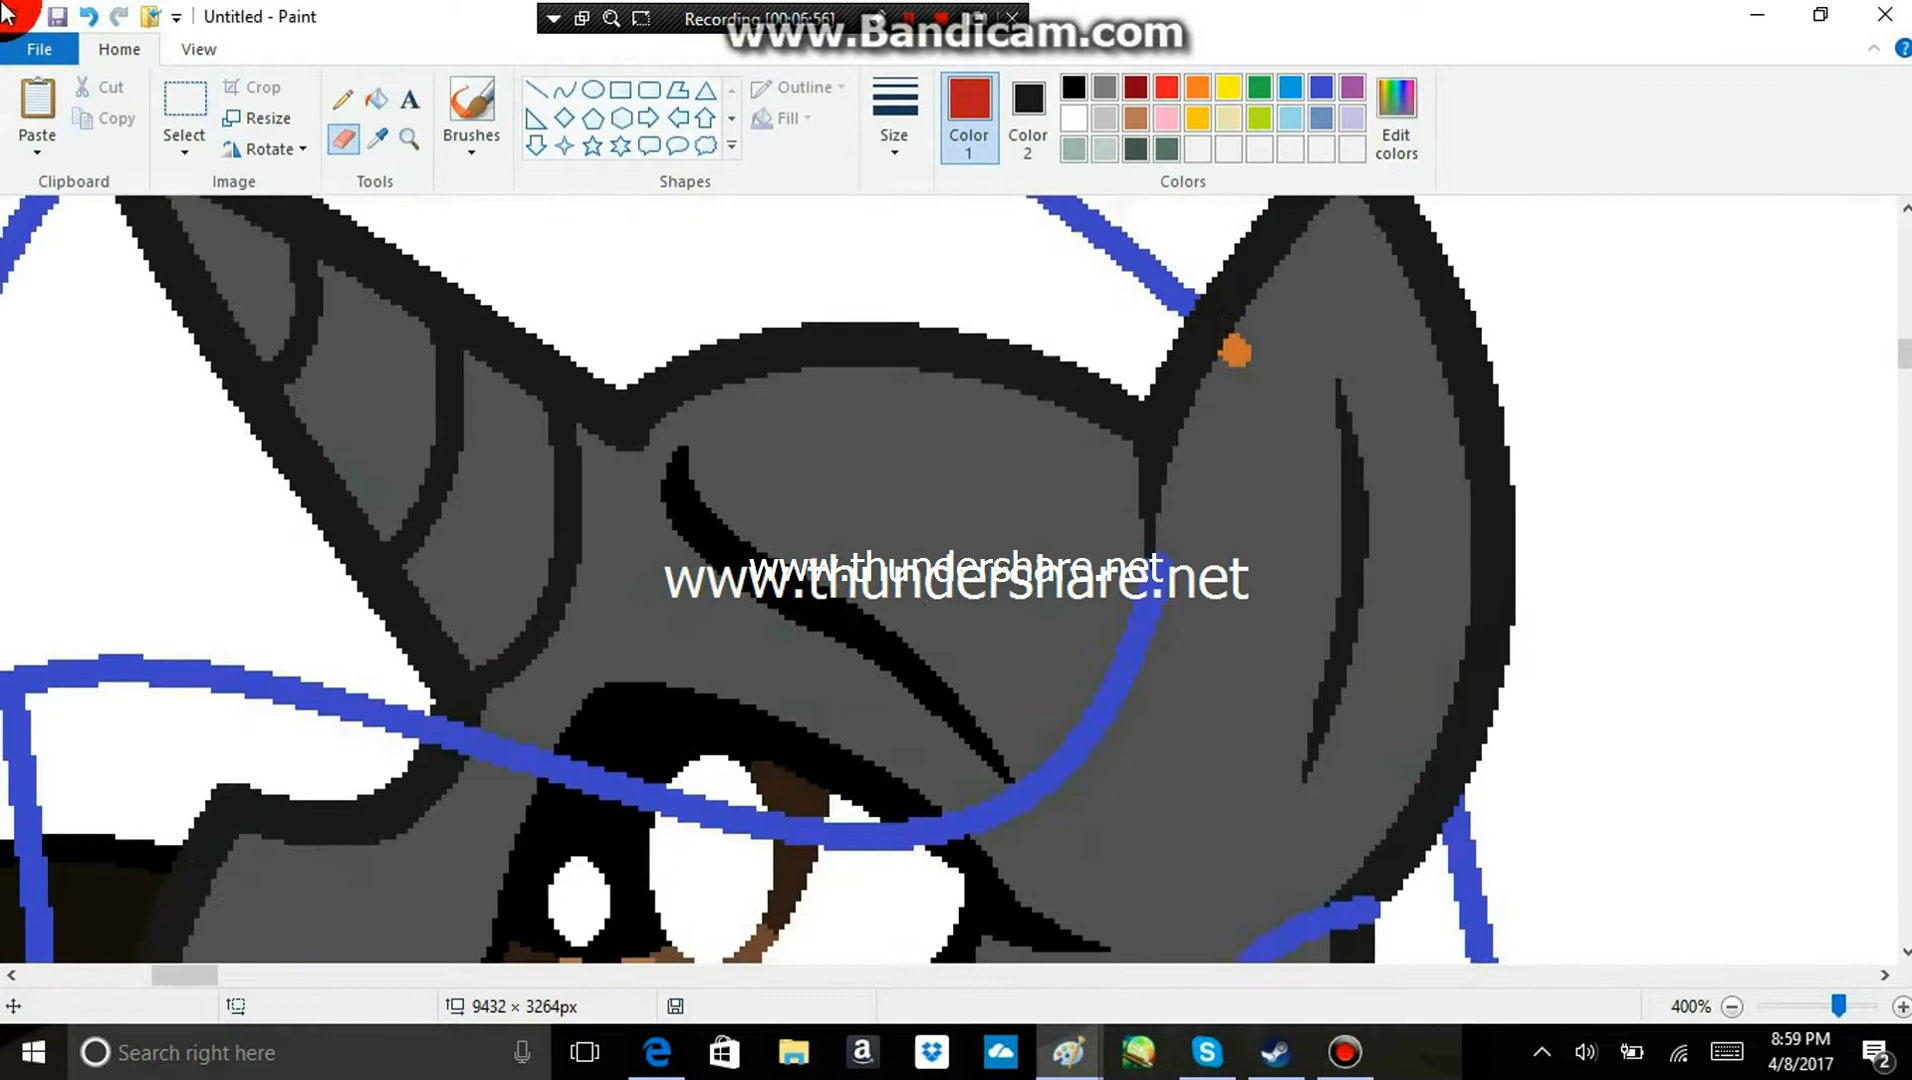 Untitled - Paint
Recording [00:06:56]
www.Bandicam.com
File Home View
Paste
Cut
Copy
Clipboard
Select
Crop
Resize
Rotate
Image
A
Tools
Brushes
Shapes
Outline
Fill
Size
Color 1
Color 2
Colors
Edit colors
www.thundershare.net
www.thundershare.net
9432 × 3264px
400%
Search right here
8:59 PM
4/8/2017
2